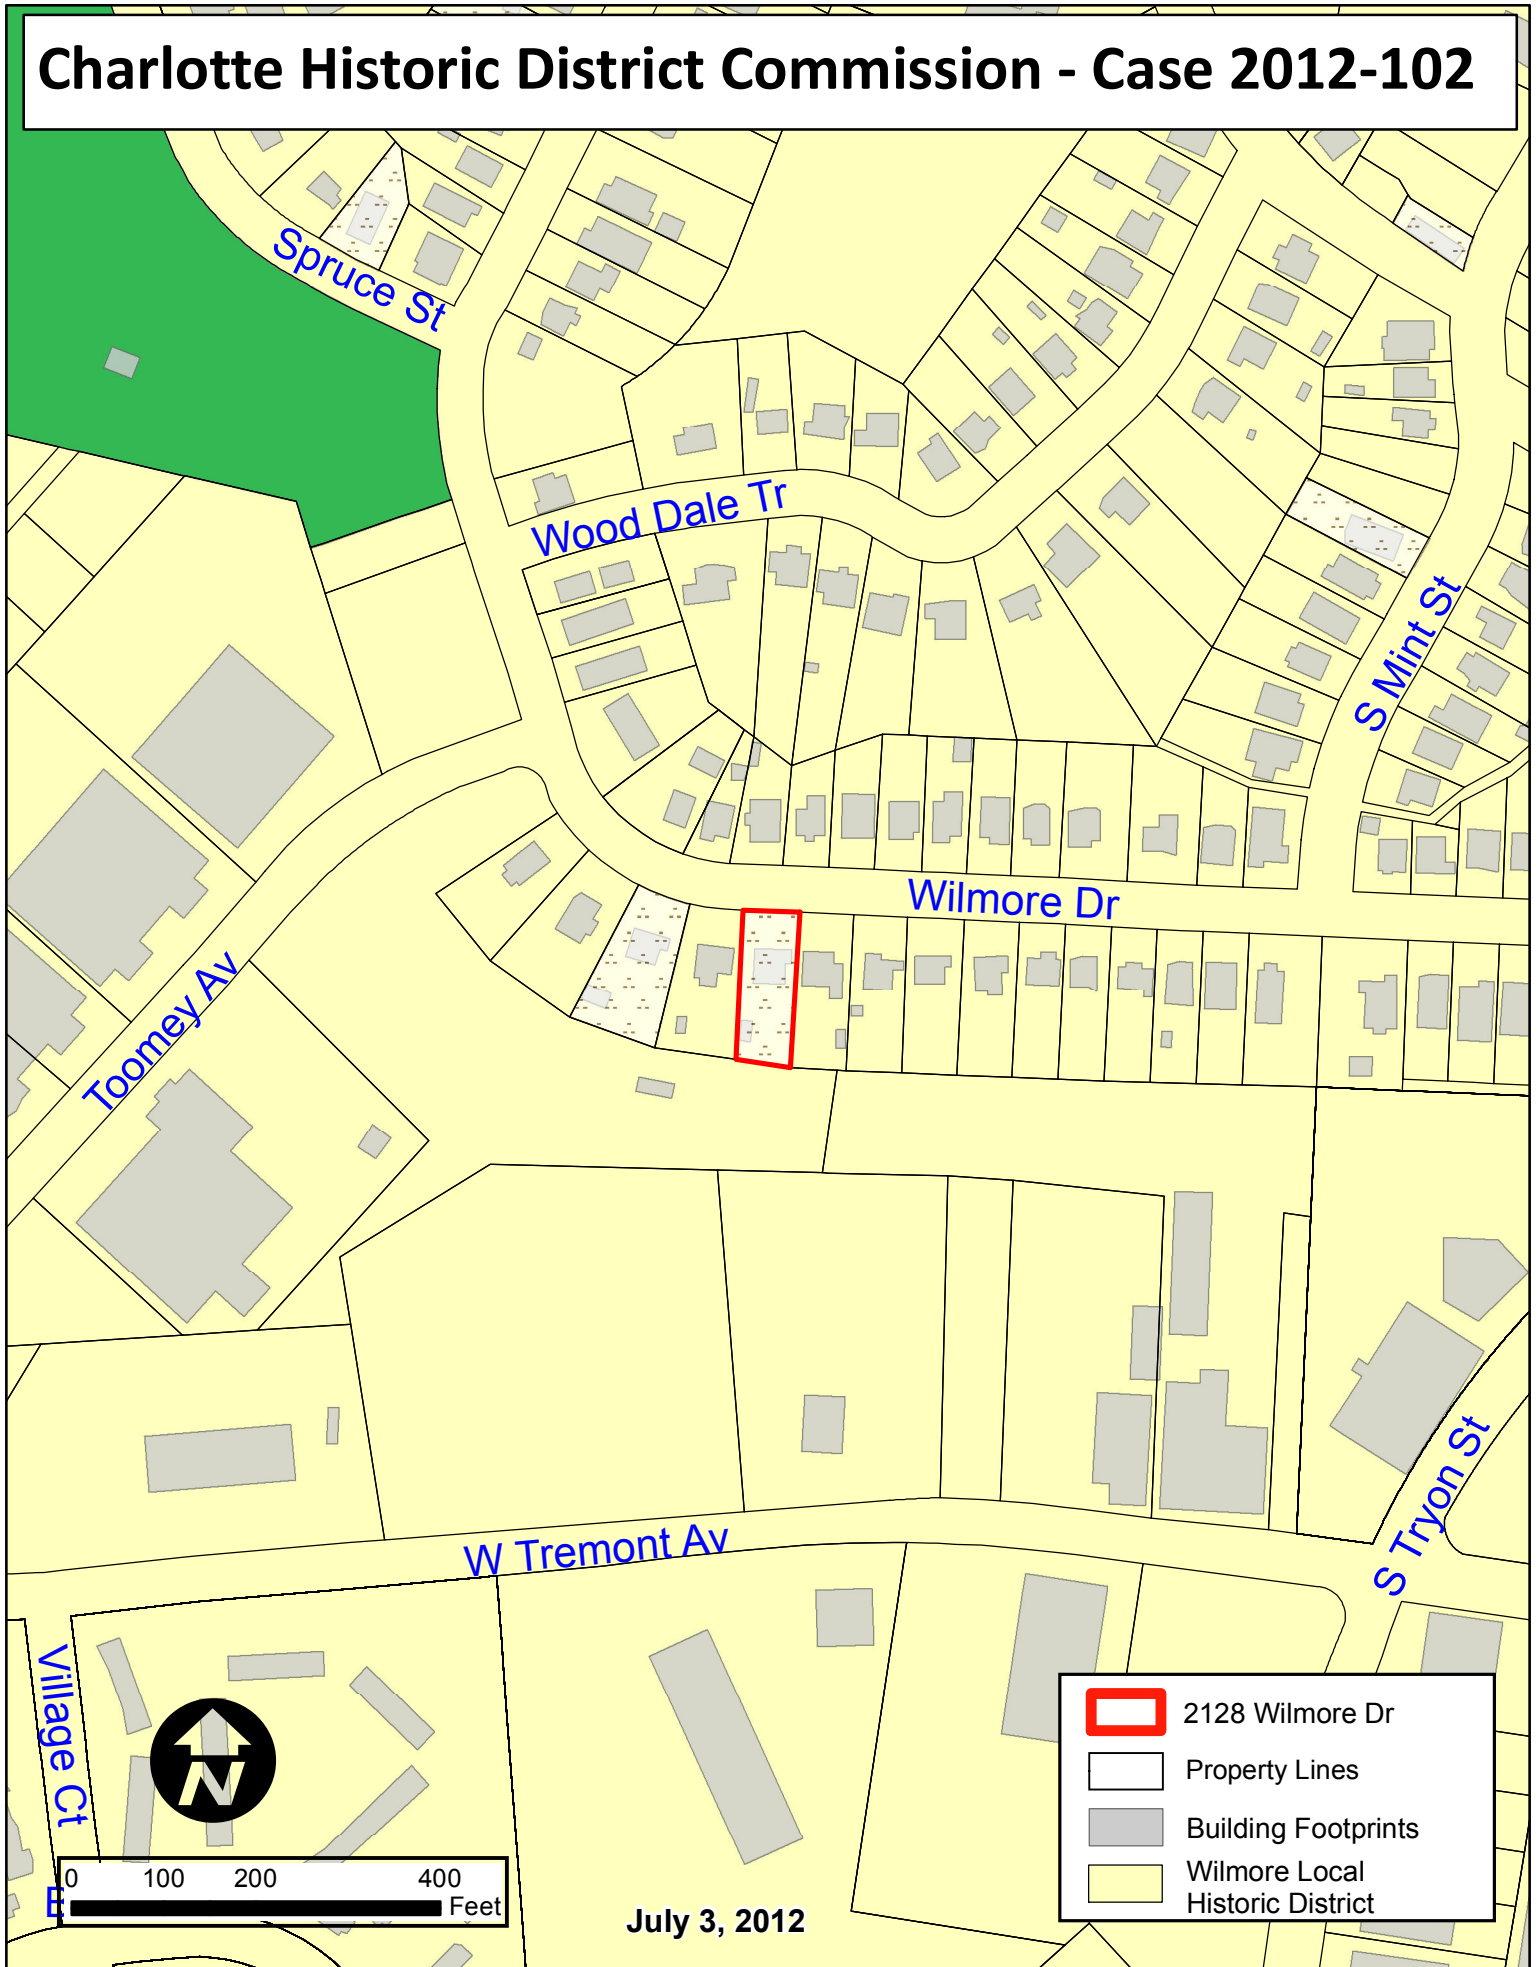 Charlotte Historic District Commission - Case 2012-102
Spruce St
Wood Dale Tr
S Mint St
Wilmore Dr
Toomey Av
S Tryon St
W Tremont Av
Village Ct
N
2128 Wilmore Dr
Property Lines
Building Footprints
Wilmore Local
Historic District
0 100 200 400
Feet
July 3, 2012